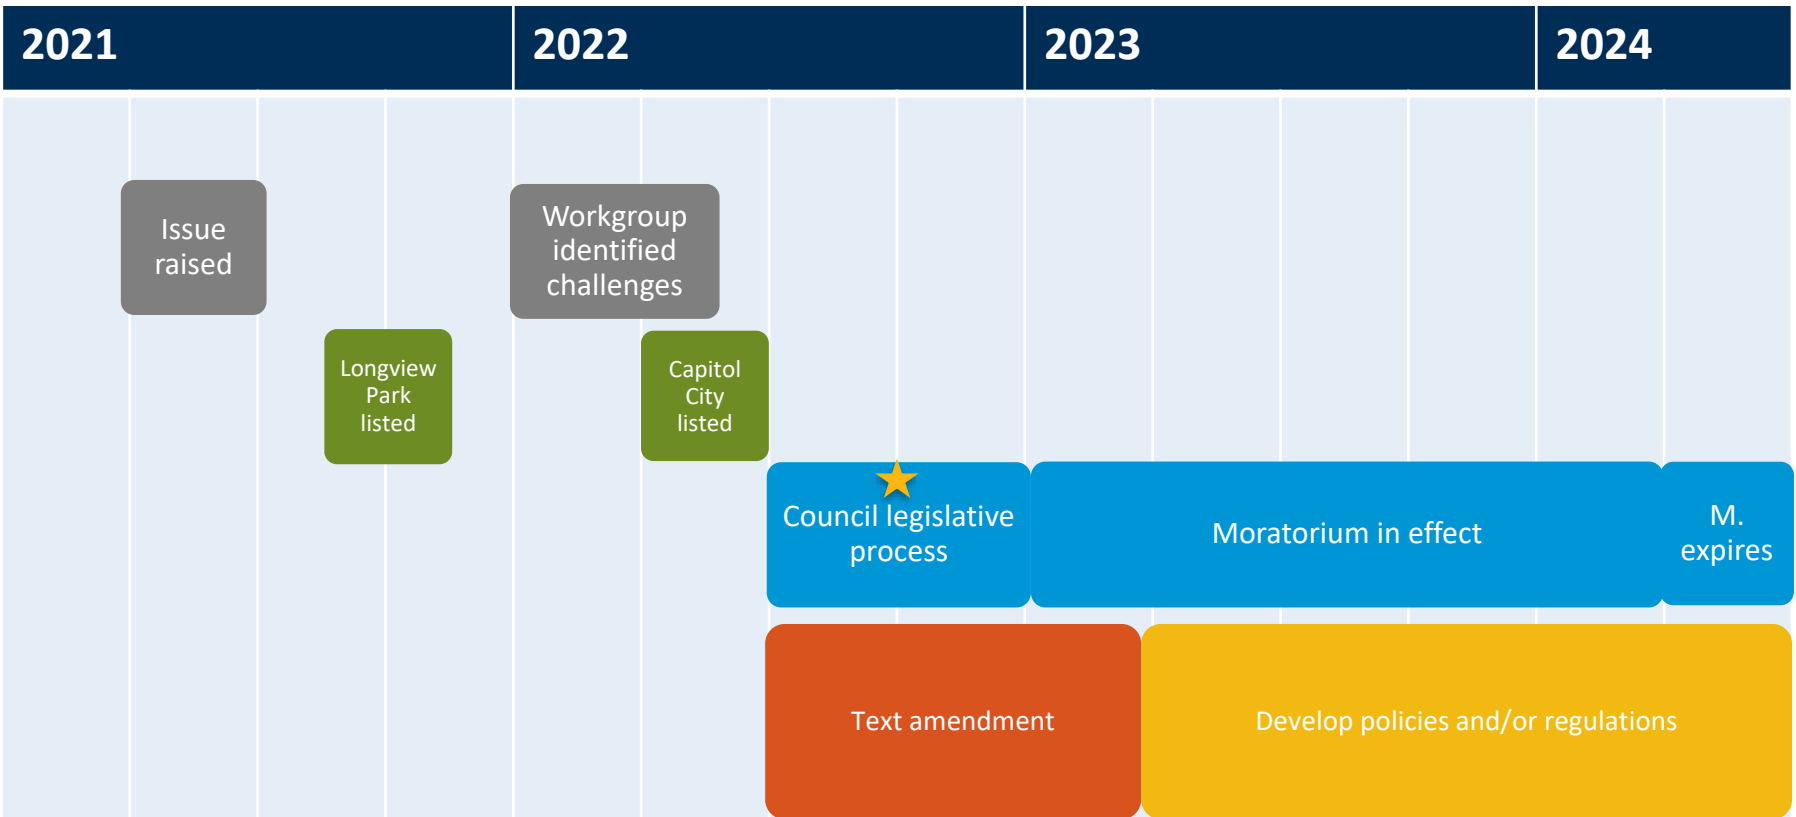 2021
2022
2023
2024
Issue
raised
Workgroup
identified
challenges
Longview
Park
listed
Capitol
City
listed
Council legislative
process
Moratorium in effect
M.
expires
Text amendment
Develop policies and/or regulations